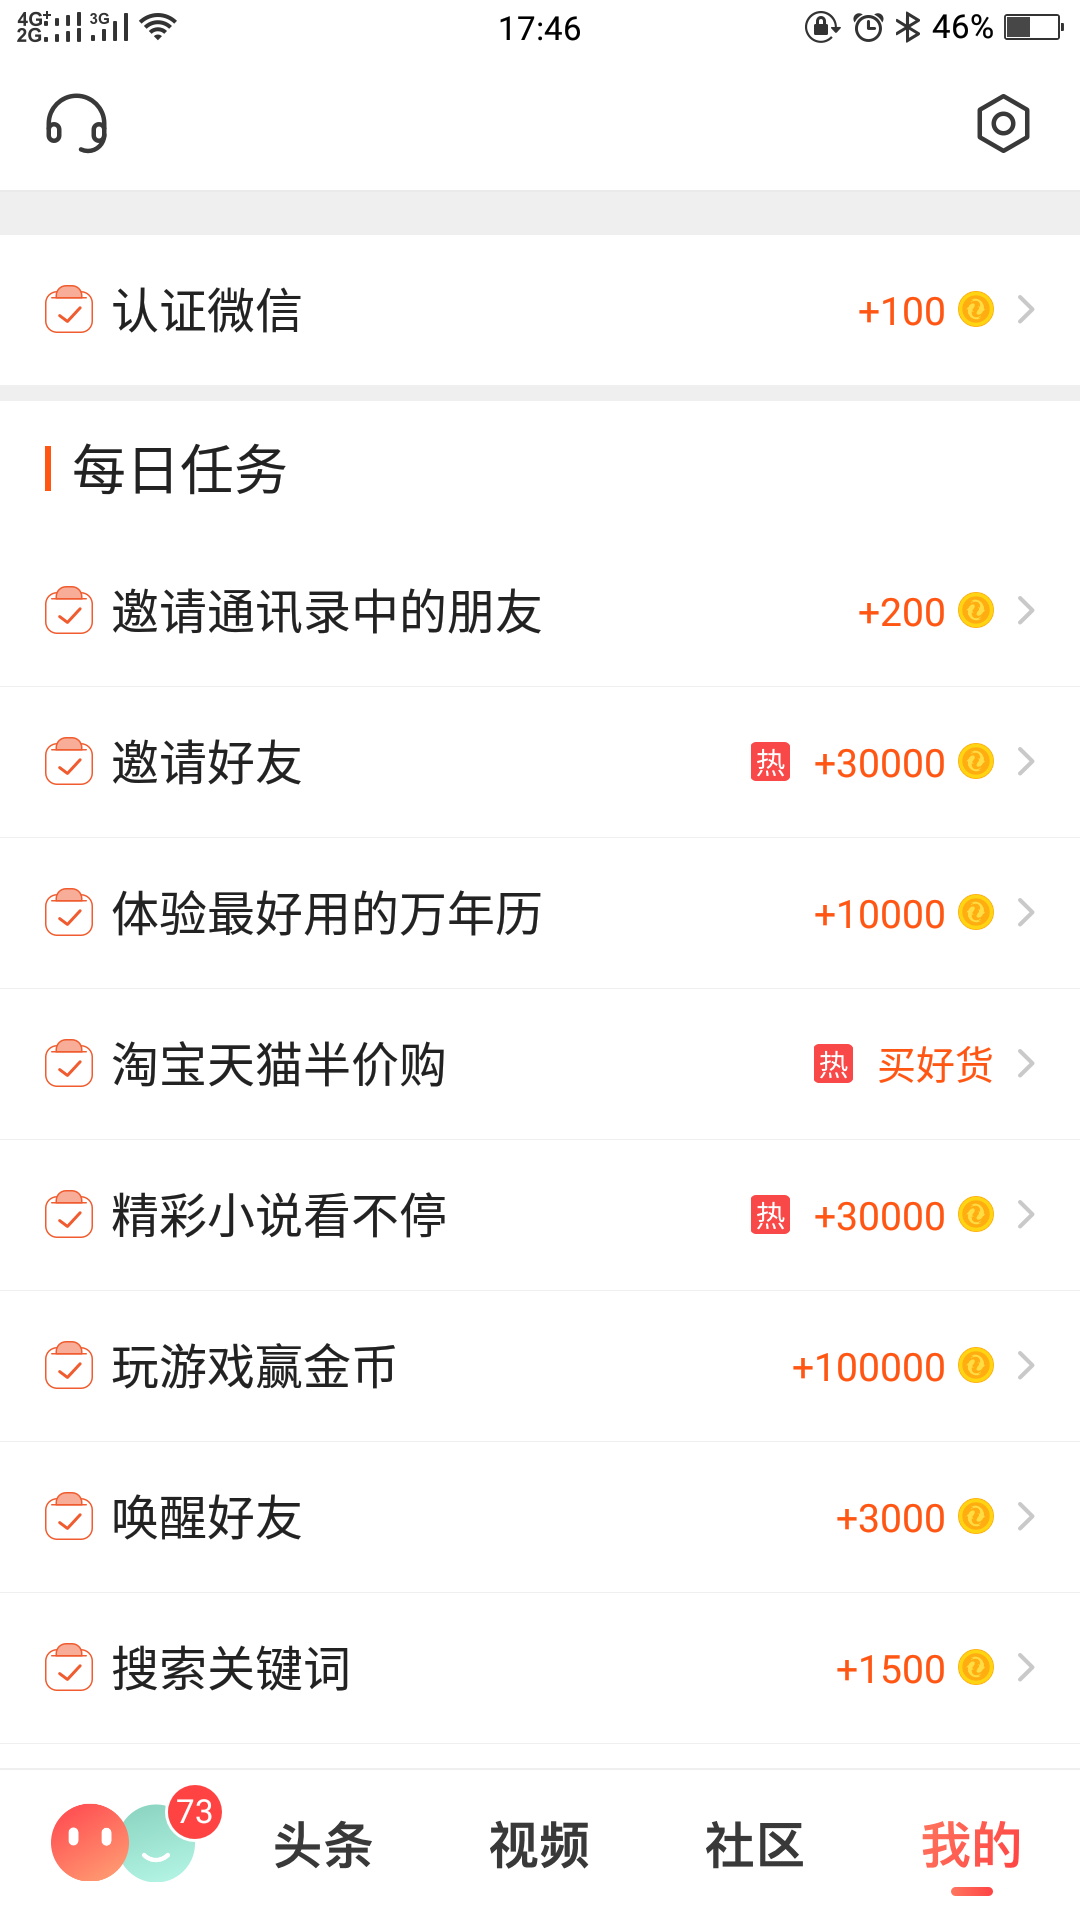 4G+ 3G 17:46 46%
2G
认证微信 +100
每日任务
邀请通讯录中的朋友 +200
邀请好友 热 +30000
体验最好用的万年历 +10000
淘宝天猫半价购 热 买好货
精彩小说看不停 热 +30000
玩游戏赢金币 +100000
唤醒好友 +3000
搜索关键词 +1500
73 头条 视频 社区 我的